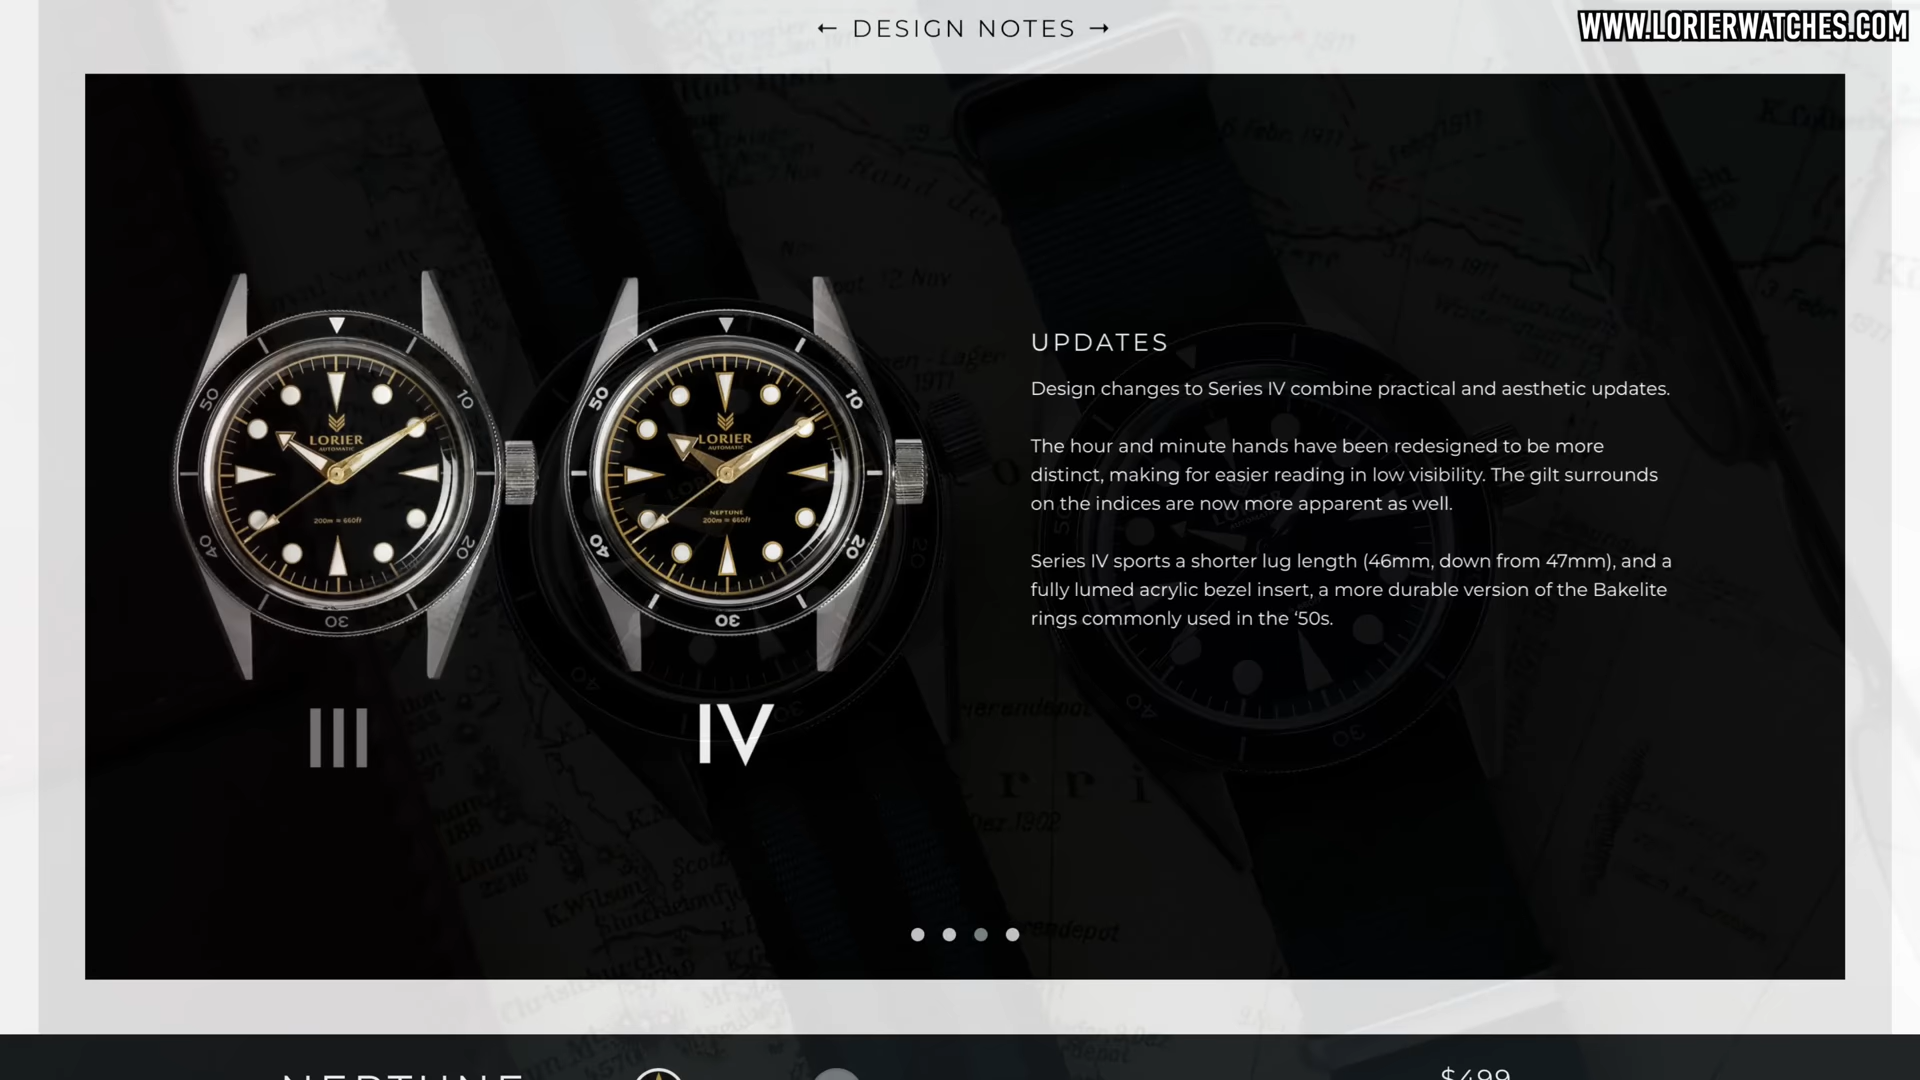 ← DESIGN NOTES →
WWW.LORIERWATCHES.COM
50
10
LORIER
AUTOMATIC
200m = 660ft
40
20
30
50
10
LORIER
AUTOMATIC
NEPTUNE
200m = 660ft
40
20
30
III
IV
UPDATES
Design changes to Series IV combine practical and aesthetic updates.
The hour and minute hands have been redesigned to be more
distinct, making for easier reading in low visibility. The gilt surrounds
on the indices are now more apparent as well.
Series IV sports a shorter lug length (46mm, down from 47mm), and a
fully lumed acrylic bezel insert, a more durable version of the Bakelite
rings commonly used in the ‘50s.
NEPTUNE
$499